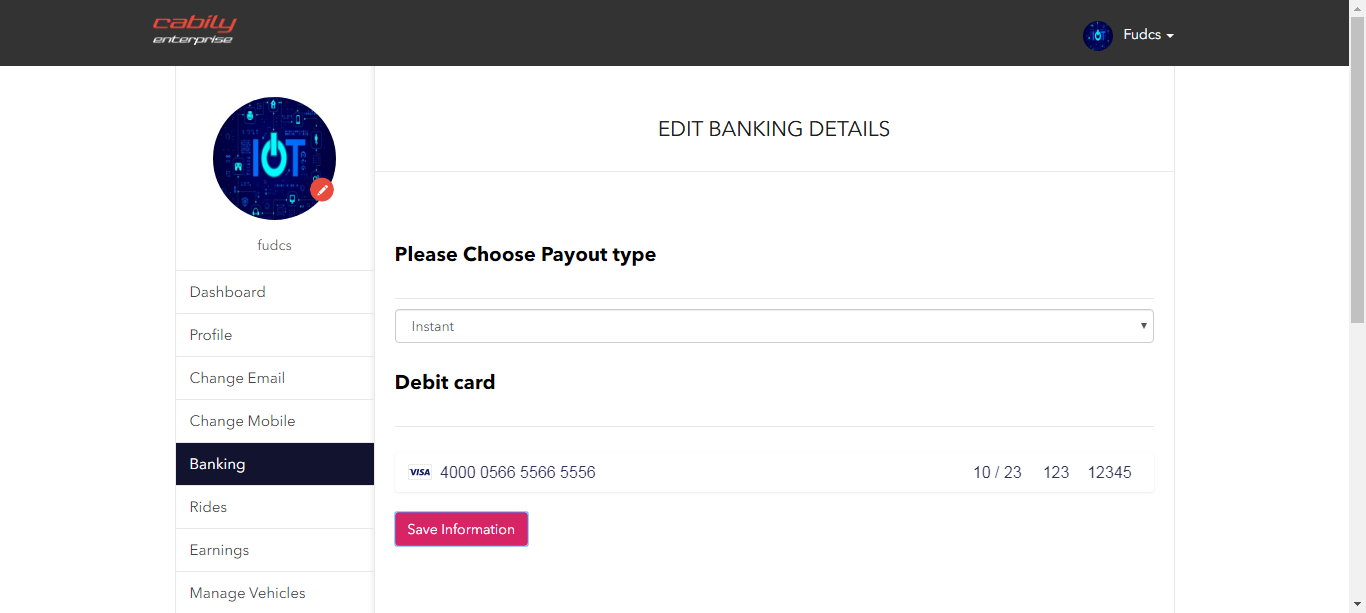 cabily
enterprise
Fudcs
IOT
IOT
fudcs
Dashboard
Profile
Change Email
Change Mobile
Banking
Rides
Earnings
Manage Vehicles
EDIT BANKING DETAILS
Please Choose Payout type
Instant
Debit card
VISA 4000 0566 5566 5556 10 / 23 123 12345
Save Information